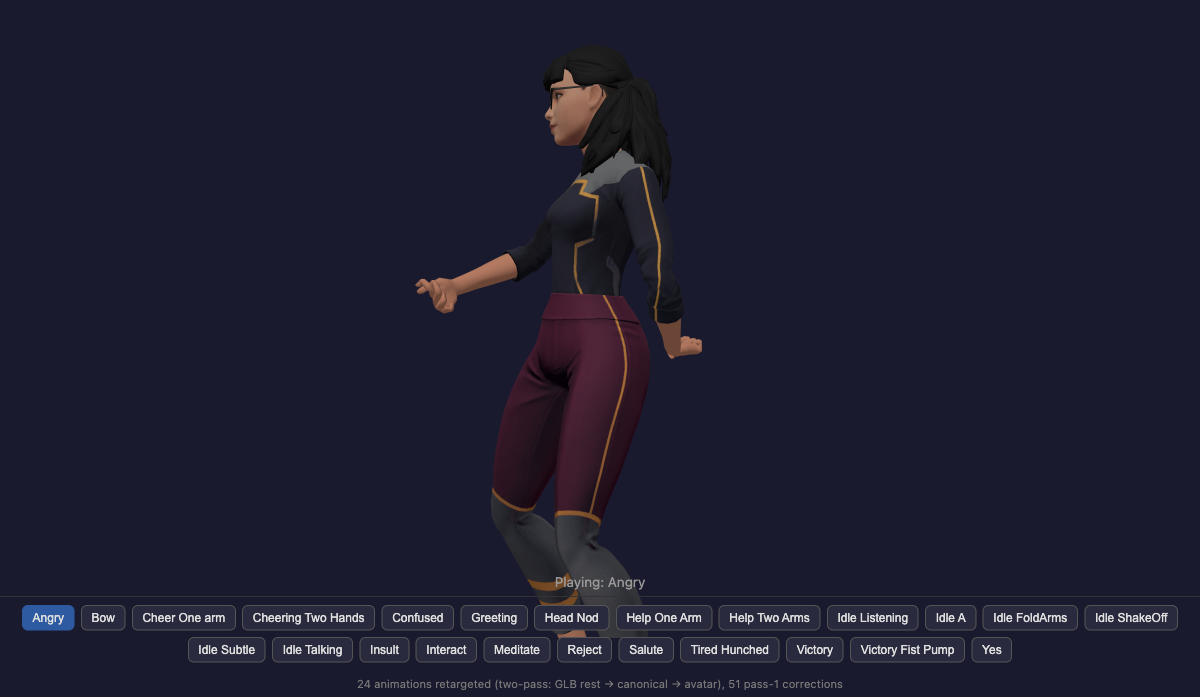 Playing: Angry
Angry Bow Cheer One arm Cheering Two Hands Confused Greeting Head Nod Help One Arm Help Two Arms Idle Listening Idle A Idle FoldArms Idle ShakeOff
Idle Subtle Idle Talking Insult Interact Meditate Reject Salute Tired Hunched Victory Victory Fist Pump Yes
24 animations retargeted (two-pass: GLB rest → canonical → avatar), 51 pass-1 corrections